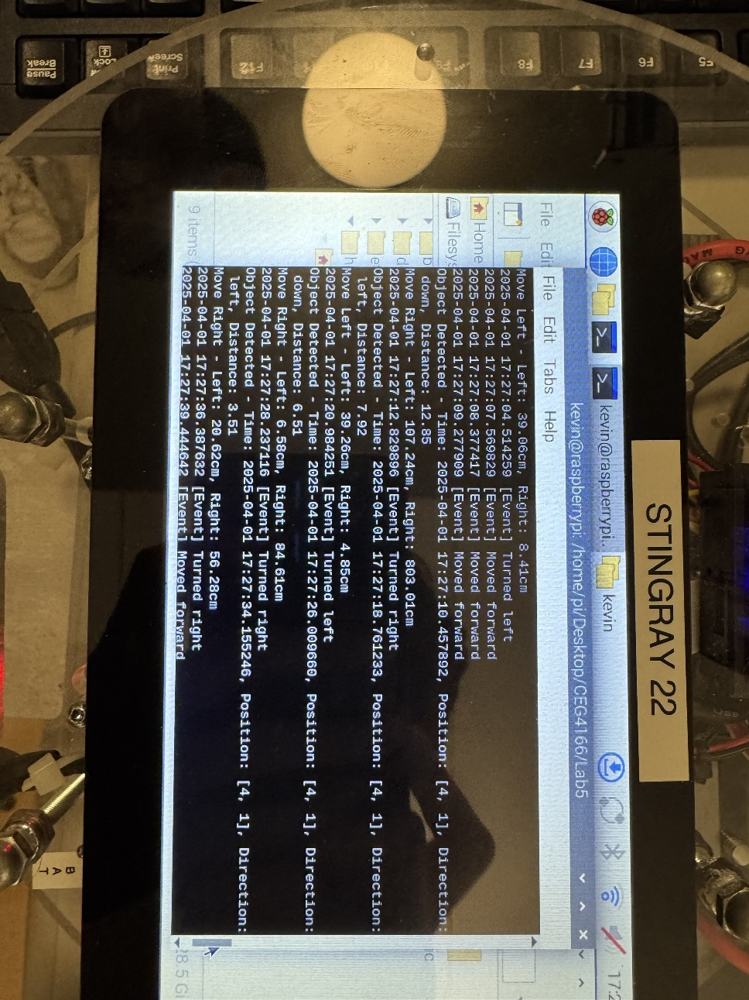 Pause
Break
Lock
Print
Screen
F12
F8
F7
F6
F5
STINGRAY 22
kevin@raspberrypi...
kevin
17:2
kevin@raspberrypi: /home/pi/Desktop/CEG4166/Lab5
File Edit Tabs Help
File Edi
Home
Filesys
b
d
e
h
9 items
8.5 Gi
Move Left - Left: 39.06cm, Right: 8.41cm
2025-04-01 17:27:04.514259 [Event] Turned left
2025-04-01 17:27:07.569829 [Event] Moved forward
2025-04-01 17:27:08.377417 [Event] Moved forward
2025-04-01 17:27:09.277909 [Event] Moved forward
Object Detected - Time: 2025-04-01 17:27:10.457892, Position: [4, 1], Direction:
down, Distance: 12.85
Move Right - Left: 107.24cm, Right: 803.01cm
2025-04-01 17:27:12.829896 [Event] Turned right
Object Detected - Time: 2025-04-01 17:27:18.761233, Position: [4, 1], Direction:
left, Distance: 7.92
Move Left - Left: 39.26cm, Right: 4.85cm
2025-04-01 17:27:20.984251 [Event] Turned left
Object Detected - Time: 2025-04-01 17:27:26.009660, Position: [4, 1], Direction:
down, Distance: 6.51
Move Right - Left: 6.58cm, Right: 84.61cm
2025-04-01 17:27:28.237116 [Event] Turned right
Object Detected - Time: 2025-04-01 17:27:34.155246, Position: [4, 1], Direction:
left, Distance: 3.51
Move Right - Left: 20.62cm, Right: 56.28cm
2025-04-01 17:27:36.387632 [Event] Turned right
2025-04-01 17:27:39.444642 [Event] Moved forward
BAT